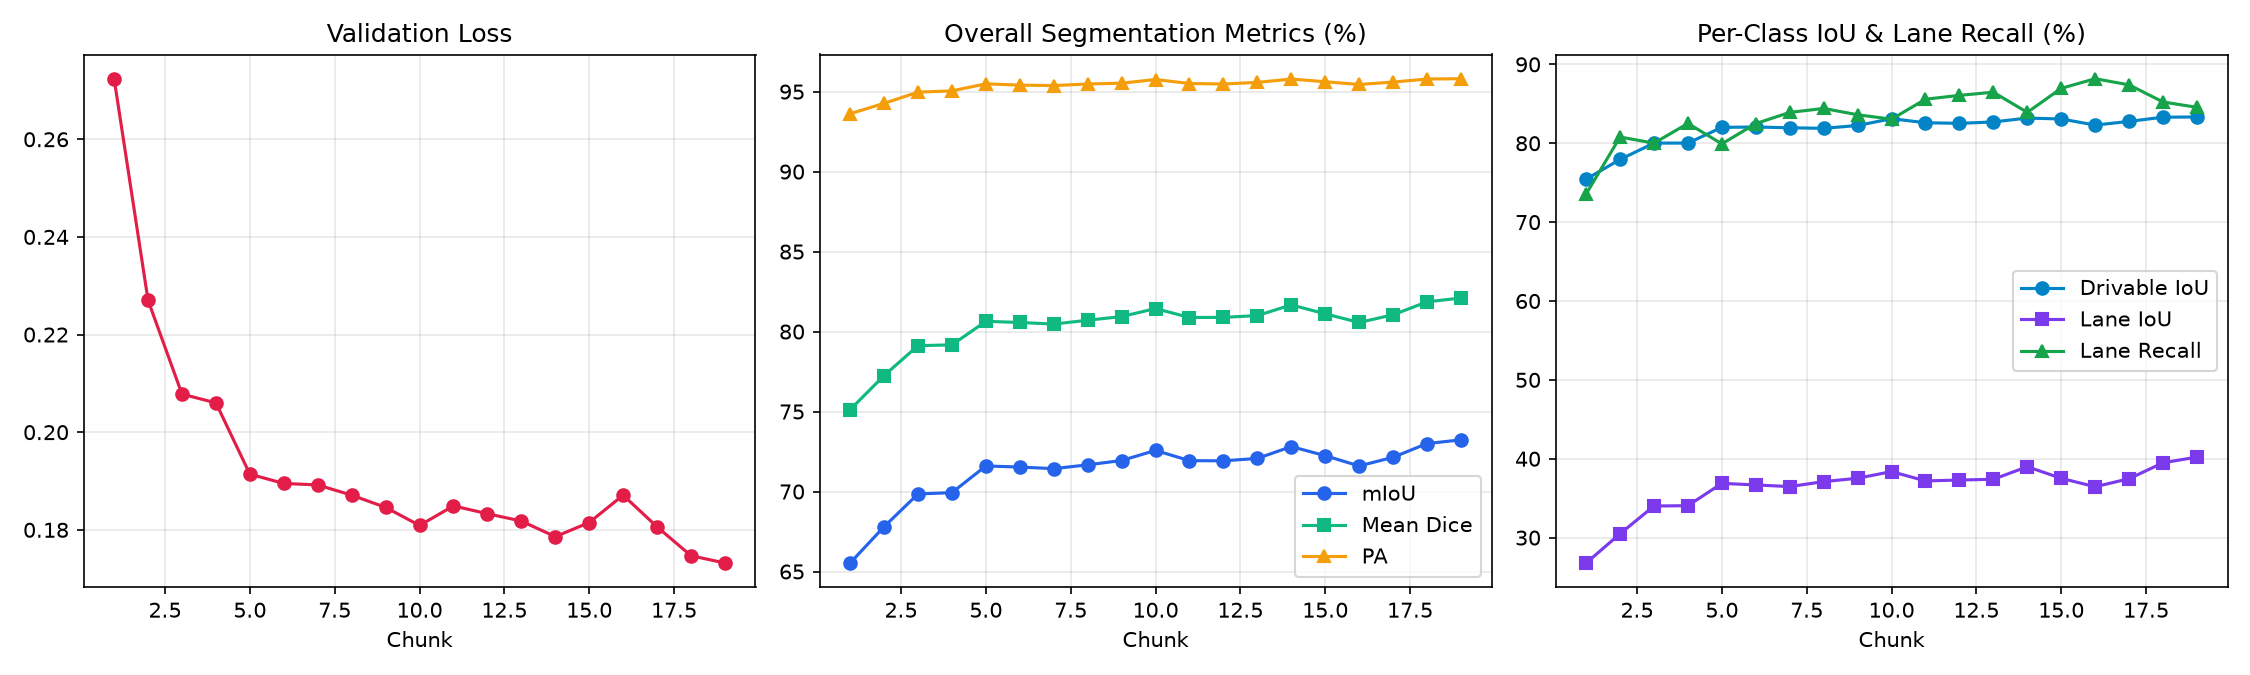 Validation Loss
0.26
0.24
0.22
0.20
0.18
2.5 5.0 7.5 10.0 12.5 15.0 17.5
Chunk
Overall Segmentation Metrics (%)
95
90
85
80
75
70
65
mIoU
Mean Dice
PA
2.5 5.0 7.5 10.0 12.5 15.0 17.5
Chunk
Per-Class IoU & Lane Recall (%)
90
80
70
60
50
40
30
Drivable IoU
Lane IoU
Lane Recall
2.5 5.0 7.5 10.0 12.5 15.0 17.5
Chunk